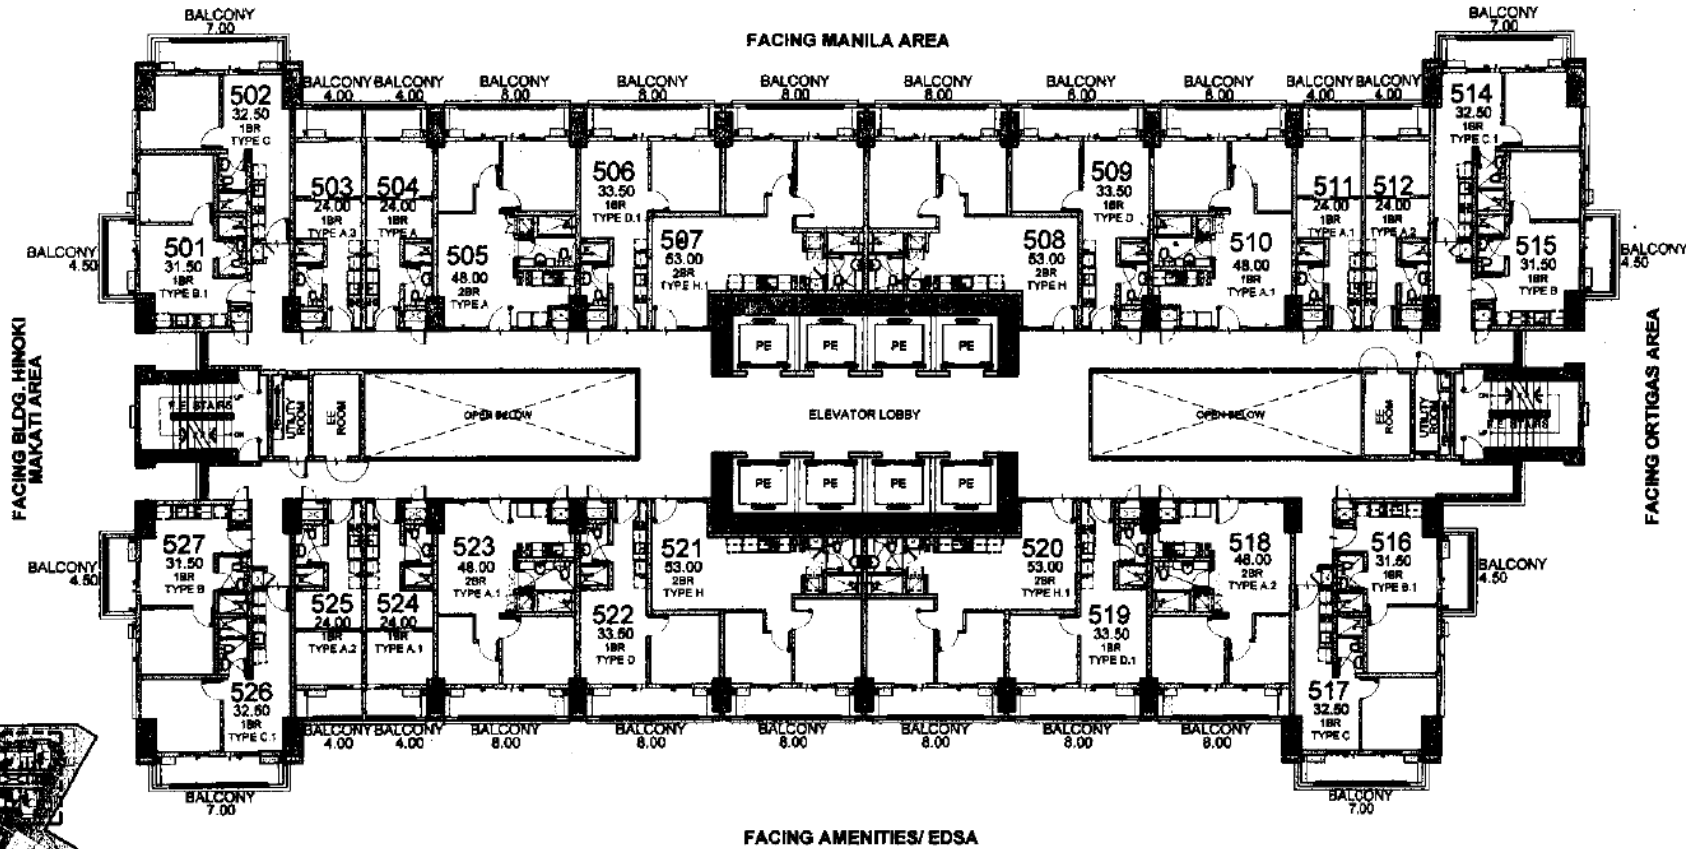 BALCONY
7.00
BALCONY
7.00
FACING MANILA AREA
BALCONY
4.00
BALCONY
4.00
BALCONY
8.00
BALCONY
8.00
BALCONY
8.00
BALCONY
8.00
BALCONY
8.00
BALCONY
8.00
BALCONY
4.00
BALCONY
4.00
502
32.50
1BR
TYPE C
503
24.00
1BR
TYPE A.3
504
24.00
1BR
TYPE A
506
33.50
1BR
TYPE D.1
509
33.50
1BR
TYPE D
511
24.00
1BR
TYPE A.1
512
24.00
1BR
TYPE A.2
514
32.50
1BR
TYPE C.1
BALCONY
4.50
501
31.50
1BR
TYPE B.1
505
48.00
2BR
TYPE A
507
53.00
2BR
TYPE H.1
508
53.00
2BR
TYPE H
510
48.00
1BR
TYPE A.1
515
31.50
1BR
TYPE B
BALCONY
4.50
PE
PE
PE
PE
FACING BLDG. HINOKI
MAKATI AREA
F.E STAIRS
UTILITY
ROOM
EE
ROOM
OPEN BELOW
ELEVATOR LOBBY
OPEN BELOW
EE
ROOM
UTILITY
ROOM
F.E STAIRS
FACING ORTIGAS AREA
PE
PE
PE
PE
BALCONY
4.50
527
31.50
1BR
TYPE B
523
48.00
2BR
TYPE A.1
521
53.00
2BR
TYPE H
520
53.00
2BR
TYPE H.1
518
48.00
2BR
TYPE A.2
516
31.50
1BR
TYPE B.1
BALCONY
4.50
525
24.00
1BR
TYPE A.2
524
24.00
1BR
TYPE A.1
522
33.50
1BR
TYPE D
519
33.50
1BR
TYPE D.1
526
32.50
1BR
TYPE C.1
517
32.50
1BR
TYPE C
BALCONY
4.00
BALCONY
4.00
BALCONY
8.00
BALCONY
8.00
BALCONY
8.00
BALCONY
8.00
BALCONY
8.00
BALCONY
8.00
BALCONY
7.00
BALCONY
7.00
FACING AMENITIES/ EDSA